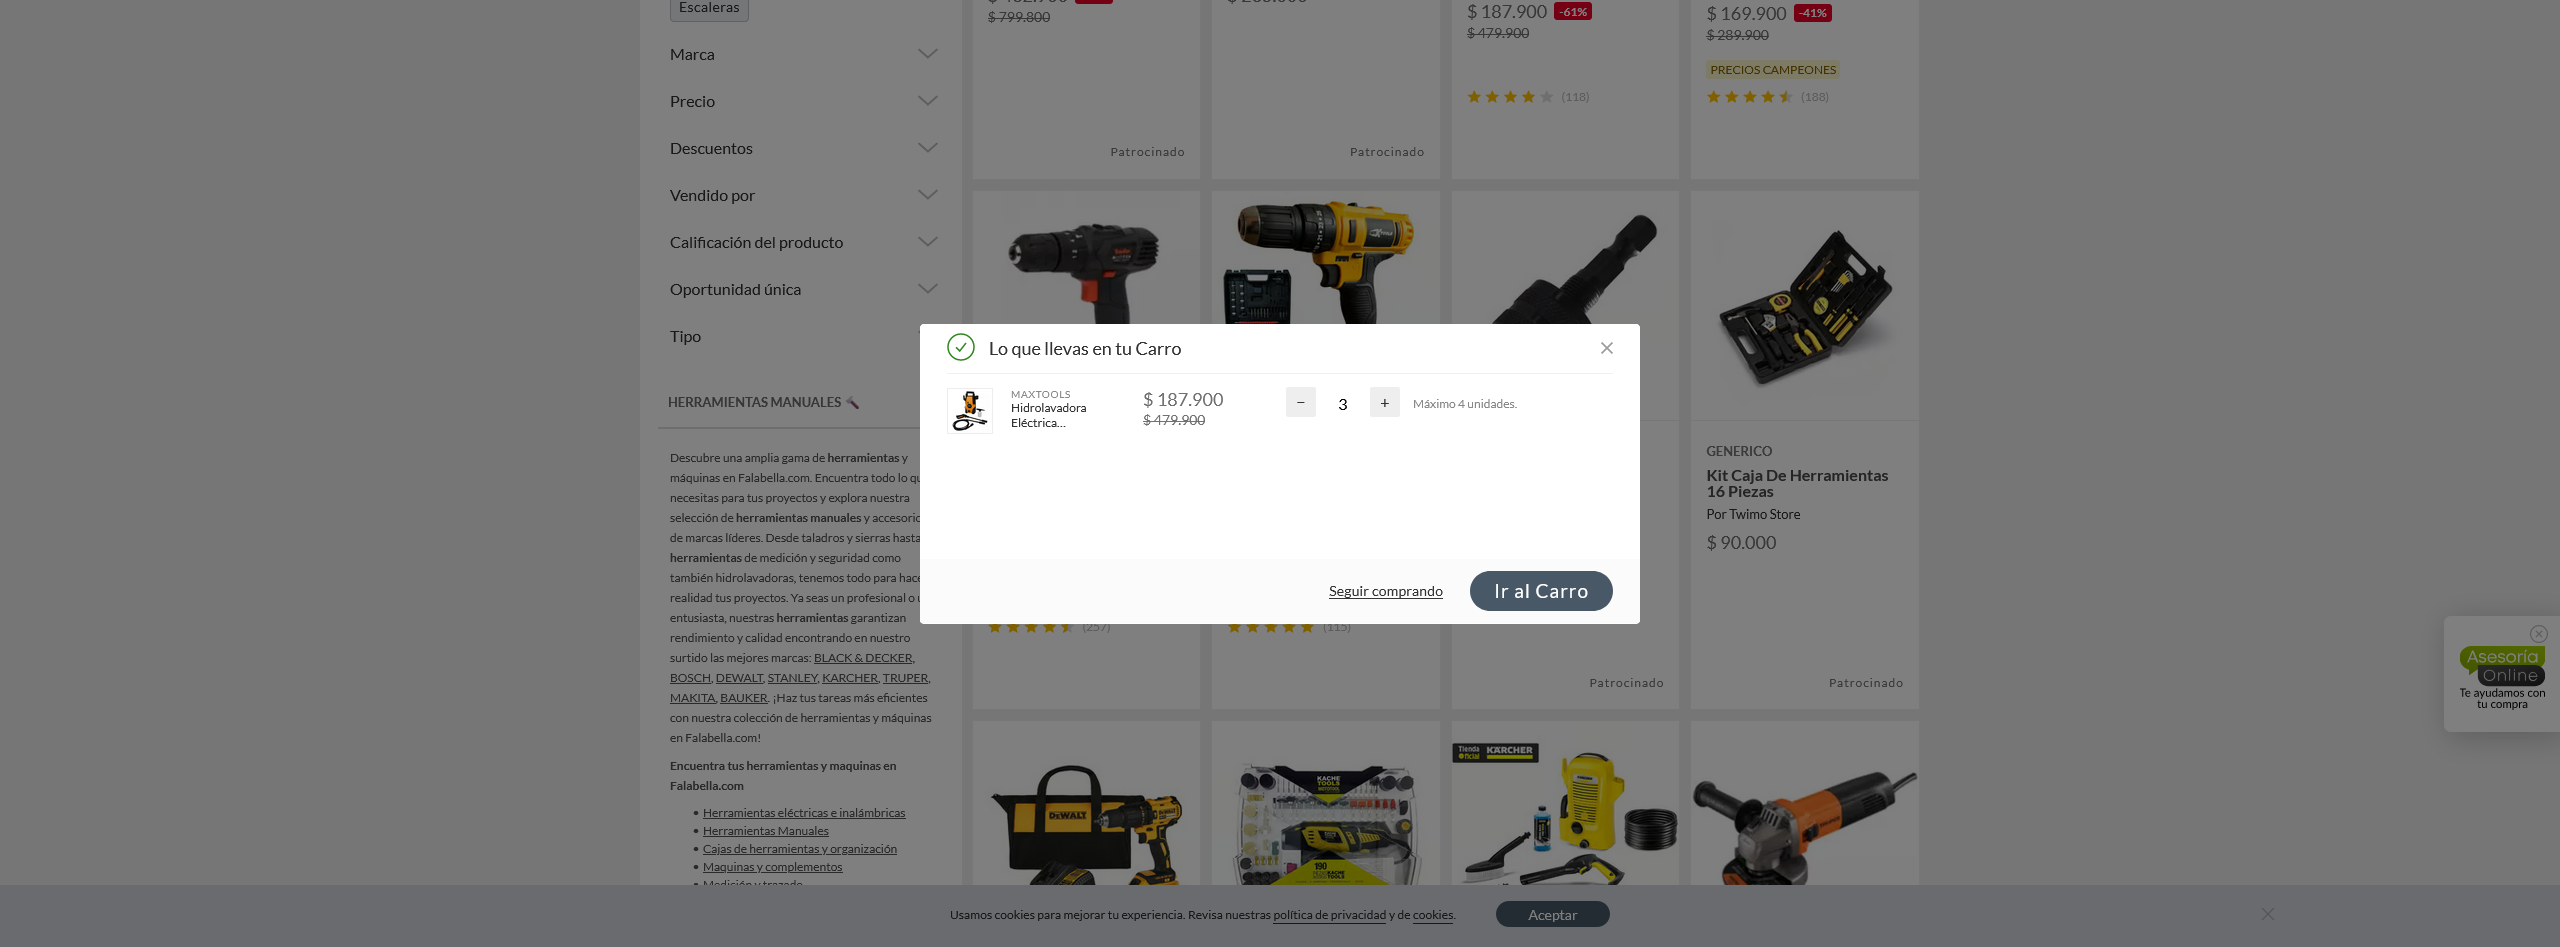 Escaleras
Marca
Precio
Descuentos
Vendido por
Calificación del producto
Oportunidad única
Tipo
HERRAMIENTAS MANUALES
Descubre una amplia gama de herramientas y
máquinas en Falabella.com. Encuentra todo lo qu
necesitas para tus proyectos y explora nuestra
selección de herramientas manuales y accesorio
de marcas líderes. Desde taladros y sierras hasta
herramientas de medición y seguridad como
también hidrolavadoras, tenemos todo para hace
realidad tus proyectos. Ya seas un profesional o u
entusiasta, nuestras herramientas garantizan
rendimiento y calidad encontrando en nuestro
surtido las mejores marcas: BLACK & DECKER,
BOSCH, DEWALT, STANLEY, KARCHER, TRUPER,
MAKITA, BAUKER. ¡Haz tus tareas más eficientes
con nuestra colección de herramientas y máquinas
en Falabella.com!
Encuentra tus herramientas y maquinas en
Falabella.com
• Herramientas eléctricas e inalámbricas
• Herramientas Manuales
• Cajas de herramientas y organización
• Maquinas y complementos
$ 799.800
$ 187.900 -61%
$ 479.900
(118)
$ 169.900 -41%
$ 289.900
PRECIOS CAMPEONES
(188)
Patrocinado
Patrocinado
Lo que llevas en tu Carro
MAXTOOLS
Hidrolavadora
Eléctrica...
$ 187.900
$ 479.900
− 3 +
Máximo 4 unidades.
Seguir comprando
Ir al Carro
GENERICO
Kit Caja De Herramientas
16 Piezas
Por Twimo Store
$ 90.000
(257)
(115)
Patrocinado
Patrocinado
DEWALT
KACHE
TOOLS
190
Tienda
Oficial
KÄRCHER
Asesoría
Online
Te ayudamos con
tu compra
Usamos cookies para mejorar tu experiencia. Revisa nuestras política de privacidad y de cookies.
Aceptar